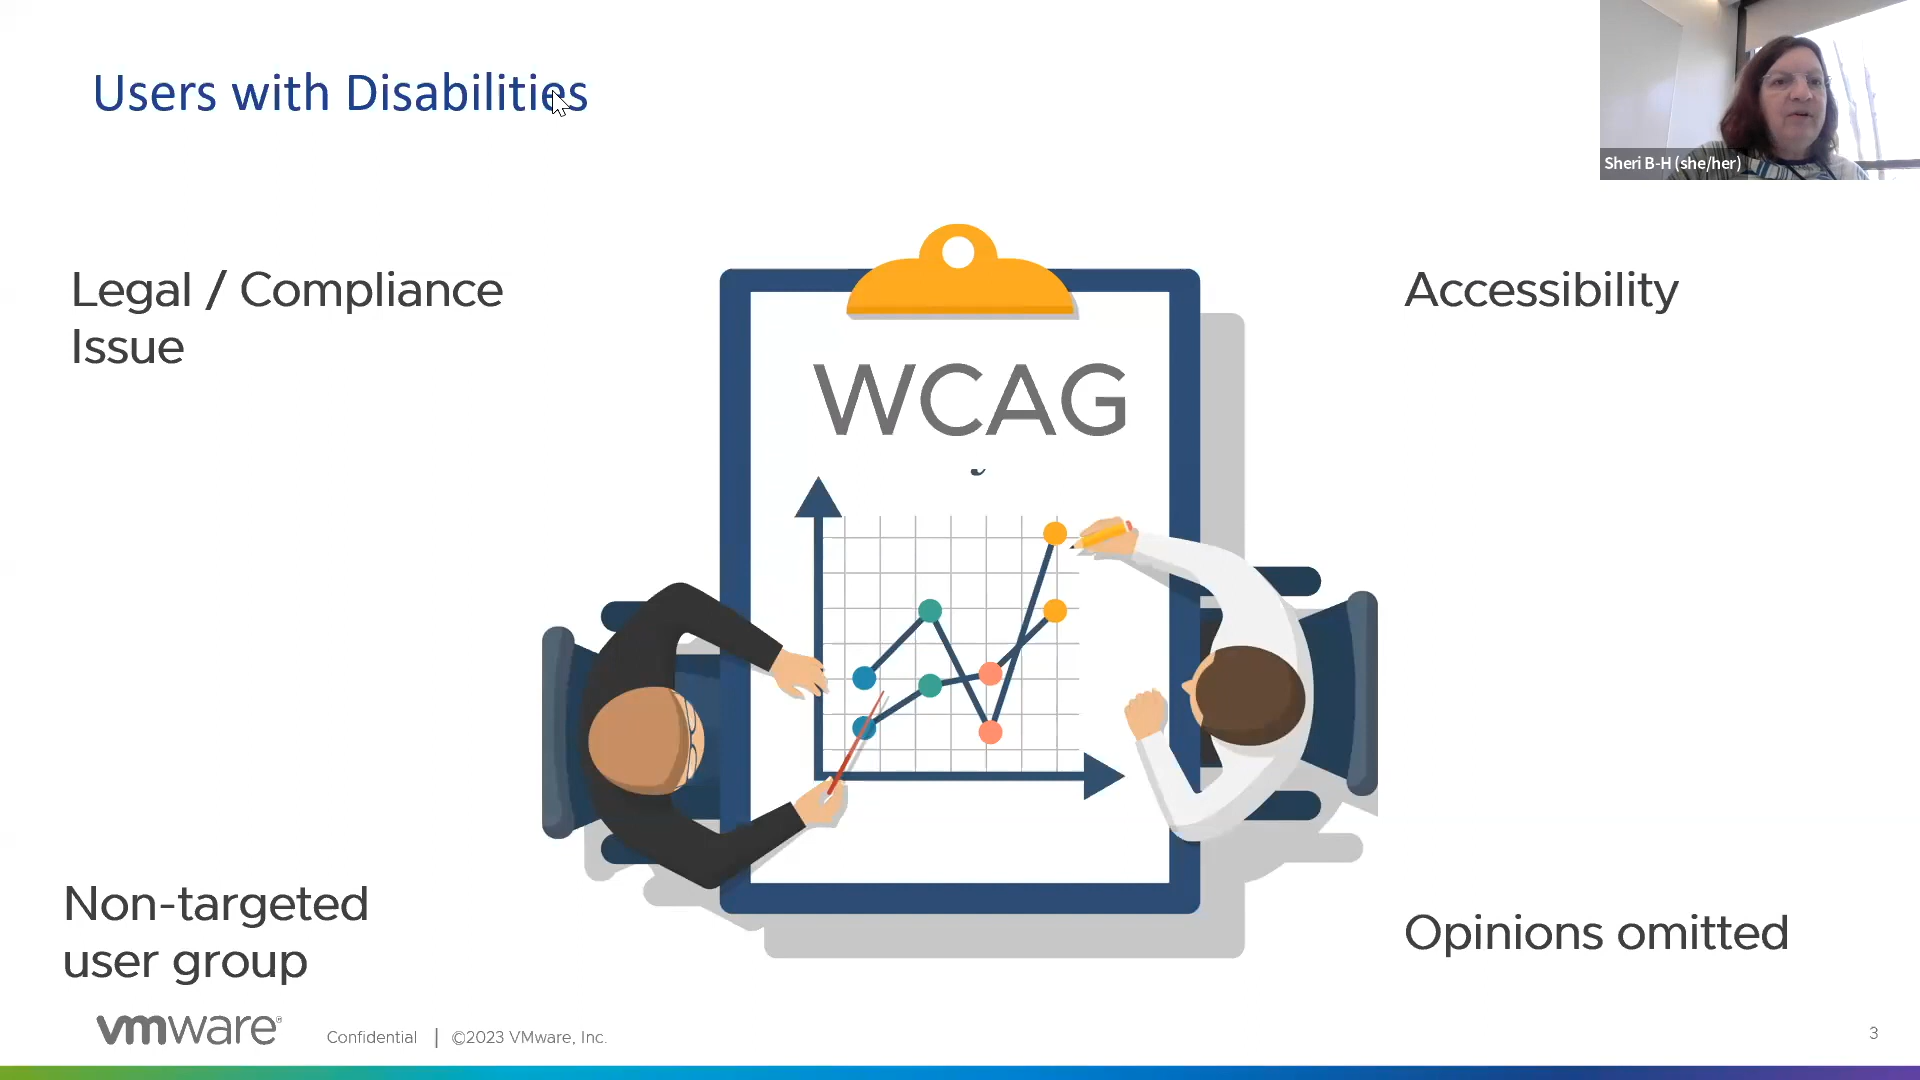 Users with Disabilities
Sheri B-H (she/her)
Legal / Compliance
Issue
Accessibility
WCAG
Non-targeted
user group
Opinions omitted
vmware®
Confidential | ©2023 VMware, Inc.
3